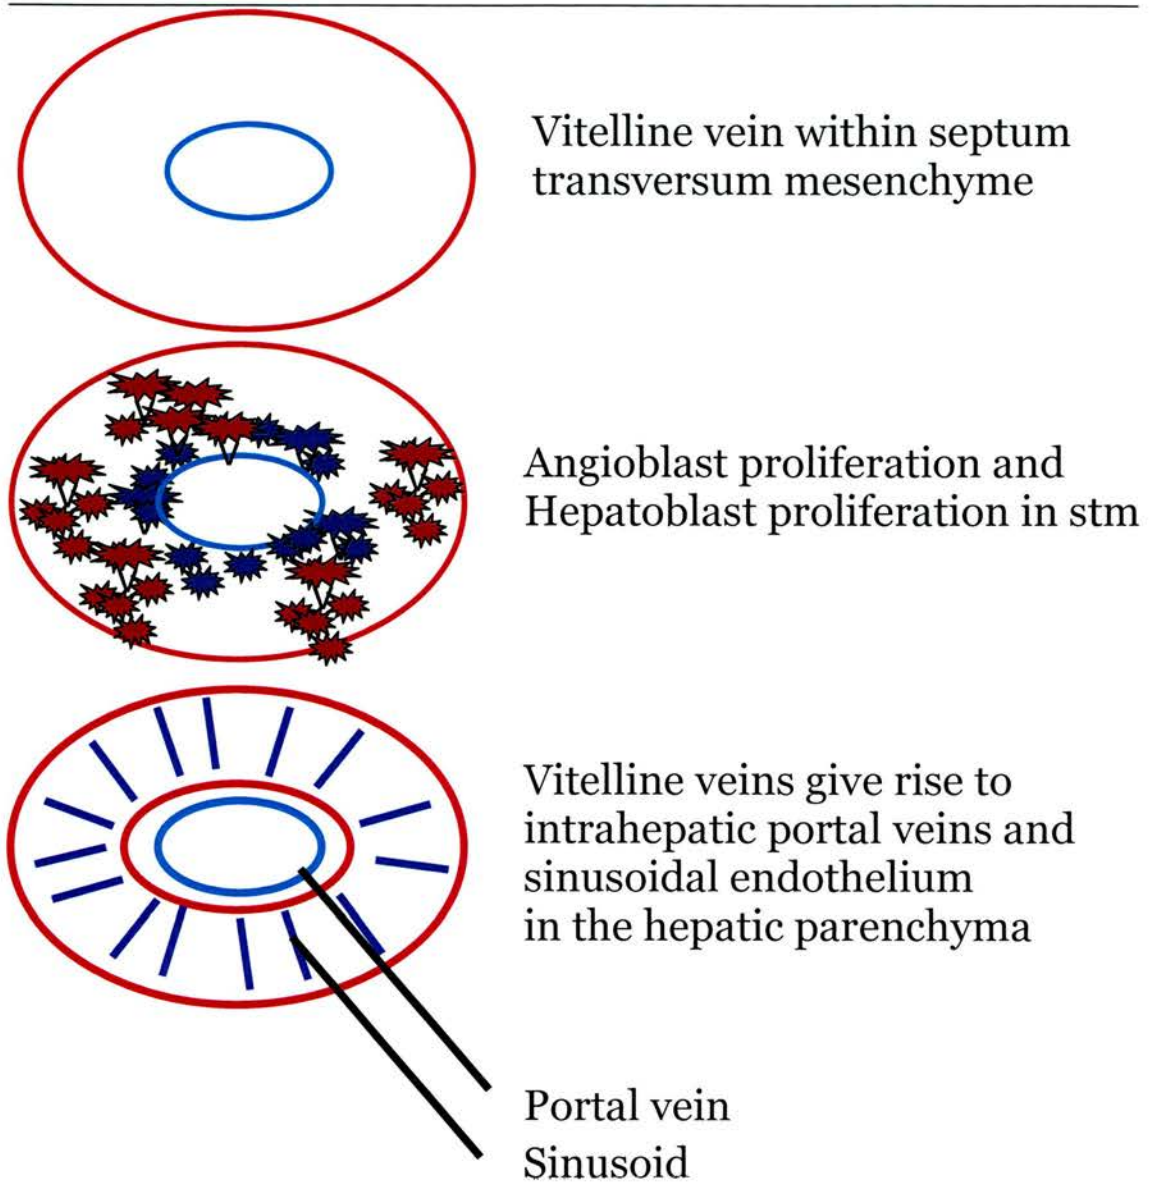 Vitelline vein within septum
transversum mesenchyme
Angioblast proliferation and
Hepatoblast proliferation in stm
Vitelline veins give rise to
intrahepatic portal veins and
sinusoidal endothelium
in the hepatic parenchyma
Portal vein
Sinusoid